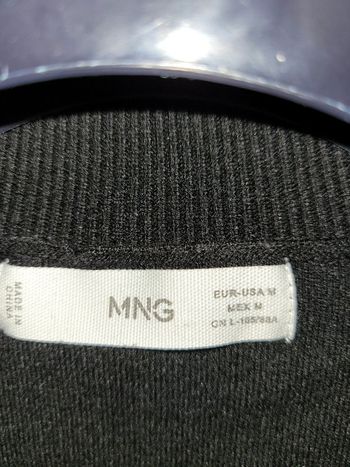 MADE IN
CHINA
MNG
EUR-USA M
MEX M
CN L-165/88A